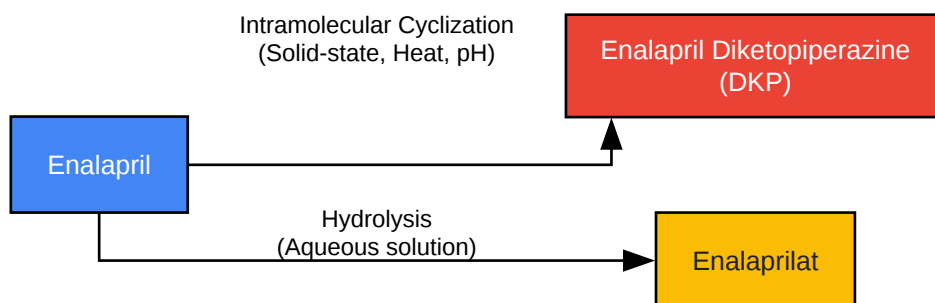 Intramolecular Cyclization
(Solid-state, Heat, pH)
Enalapril Diketopiperazine
(DKP)
Enalapril
Hydrolysis
(Aqueous solution)
Enalaprilat